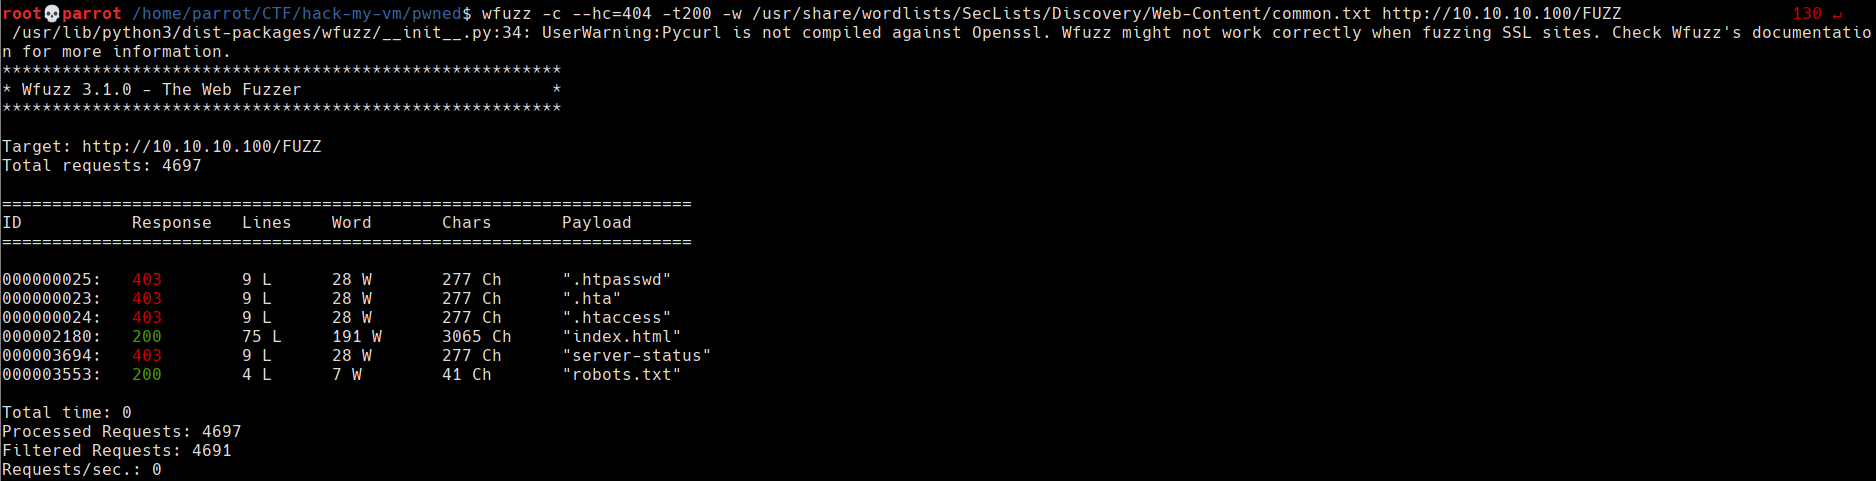 root💀parrot /home/parrot/CTF/hack-my-vm/pwned$ wfuzz -c --hc=404 -t200 -w /usr/share/wordlists/SecLists/Discovery/Web-Content/common.txt http://10.10.10.100/FUZZ 130 ↵
 /usr/lib/python3/dist-packages/wfuzz/__init__.py:34: UserWarning:Pycurl is not compiled against Openssl. Wfuzz might not work correctly when fuzzing SSL sites. Check Wfuzz's documentatio
n for more information.
********************************************************
* Wfuzz 3.1.0 - The Web Fuzzer                         *
********************************************************

Target: http://10.10.10.100/FUZZ
Total requests: 4697

=====================================================================
ID           Response   Lines    Word       Chars       Payload
=====================================================================

000000025:   403        9 L      28 W       277 Ch      ".htpasswd"
000000023:   403        9 L      28 W       277 Ch      ".hta"
000000024:   403        9 L      28 W       277 Ch      ".htaccess"
000002180:   200        75 L     191 W      3065 Ch     "index.html"
000003694:   403        9 L      28 W       277 Ch      "server-status"
000003553:   200        4 L      7 W        41 Ch       "robots.txt"

Total time: 0
Processed Requests: 4697
Filtered Requests: 4691
Requests/sec.: 0